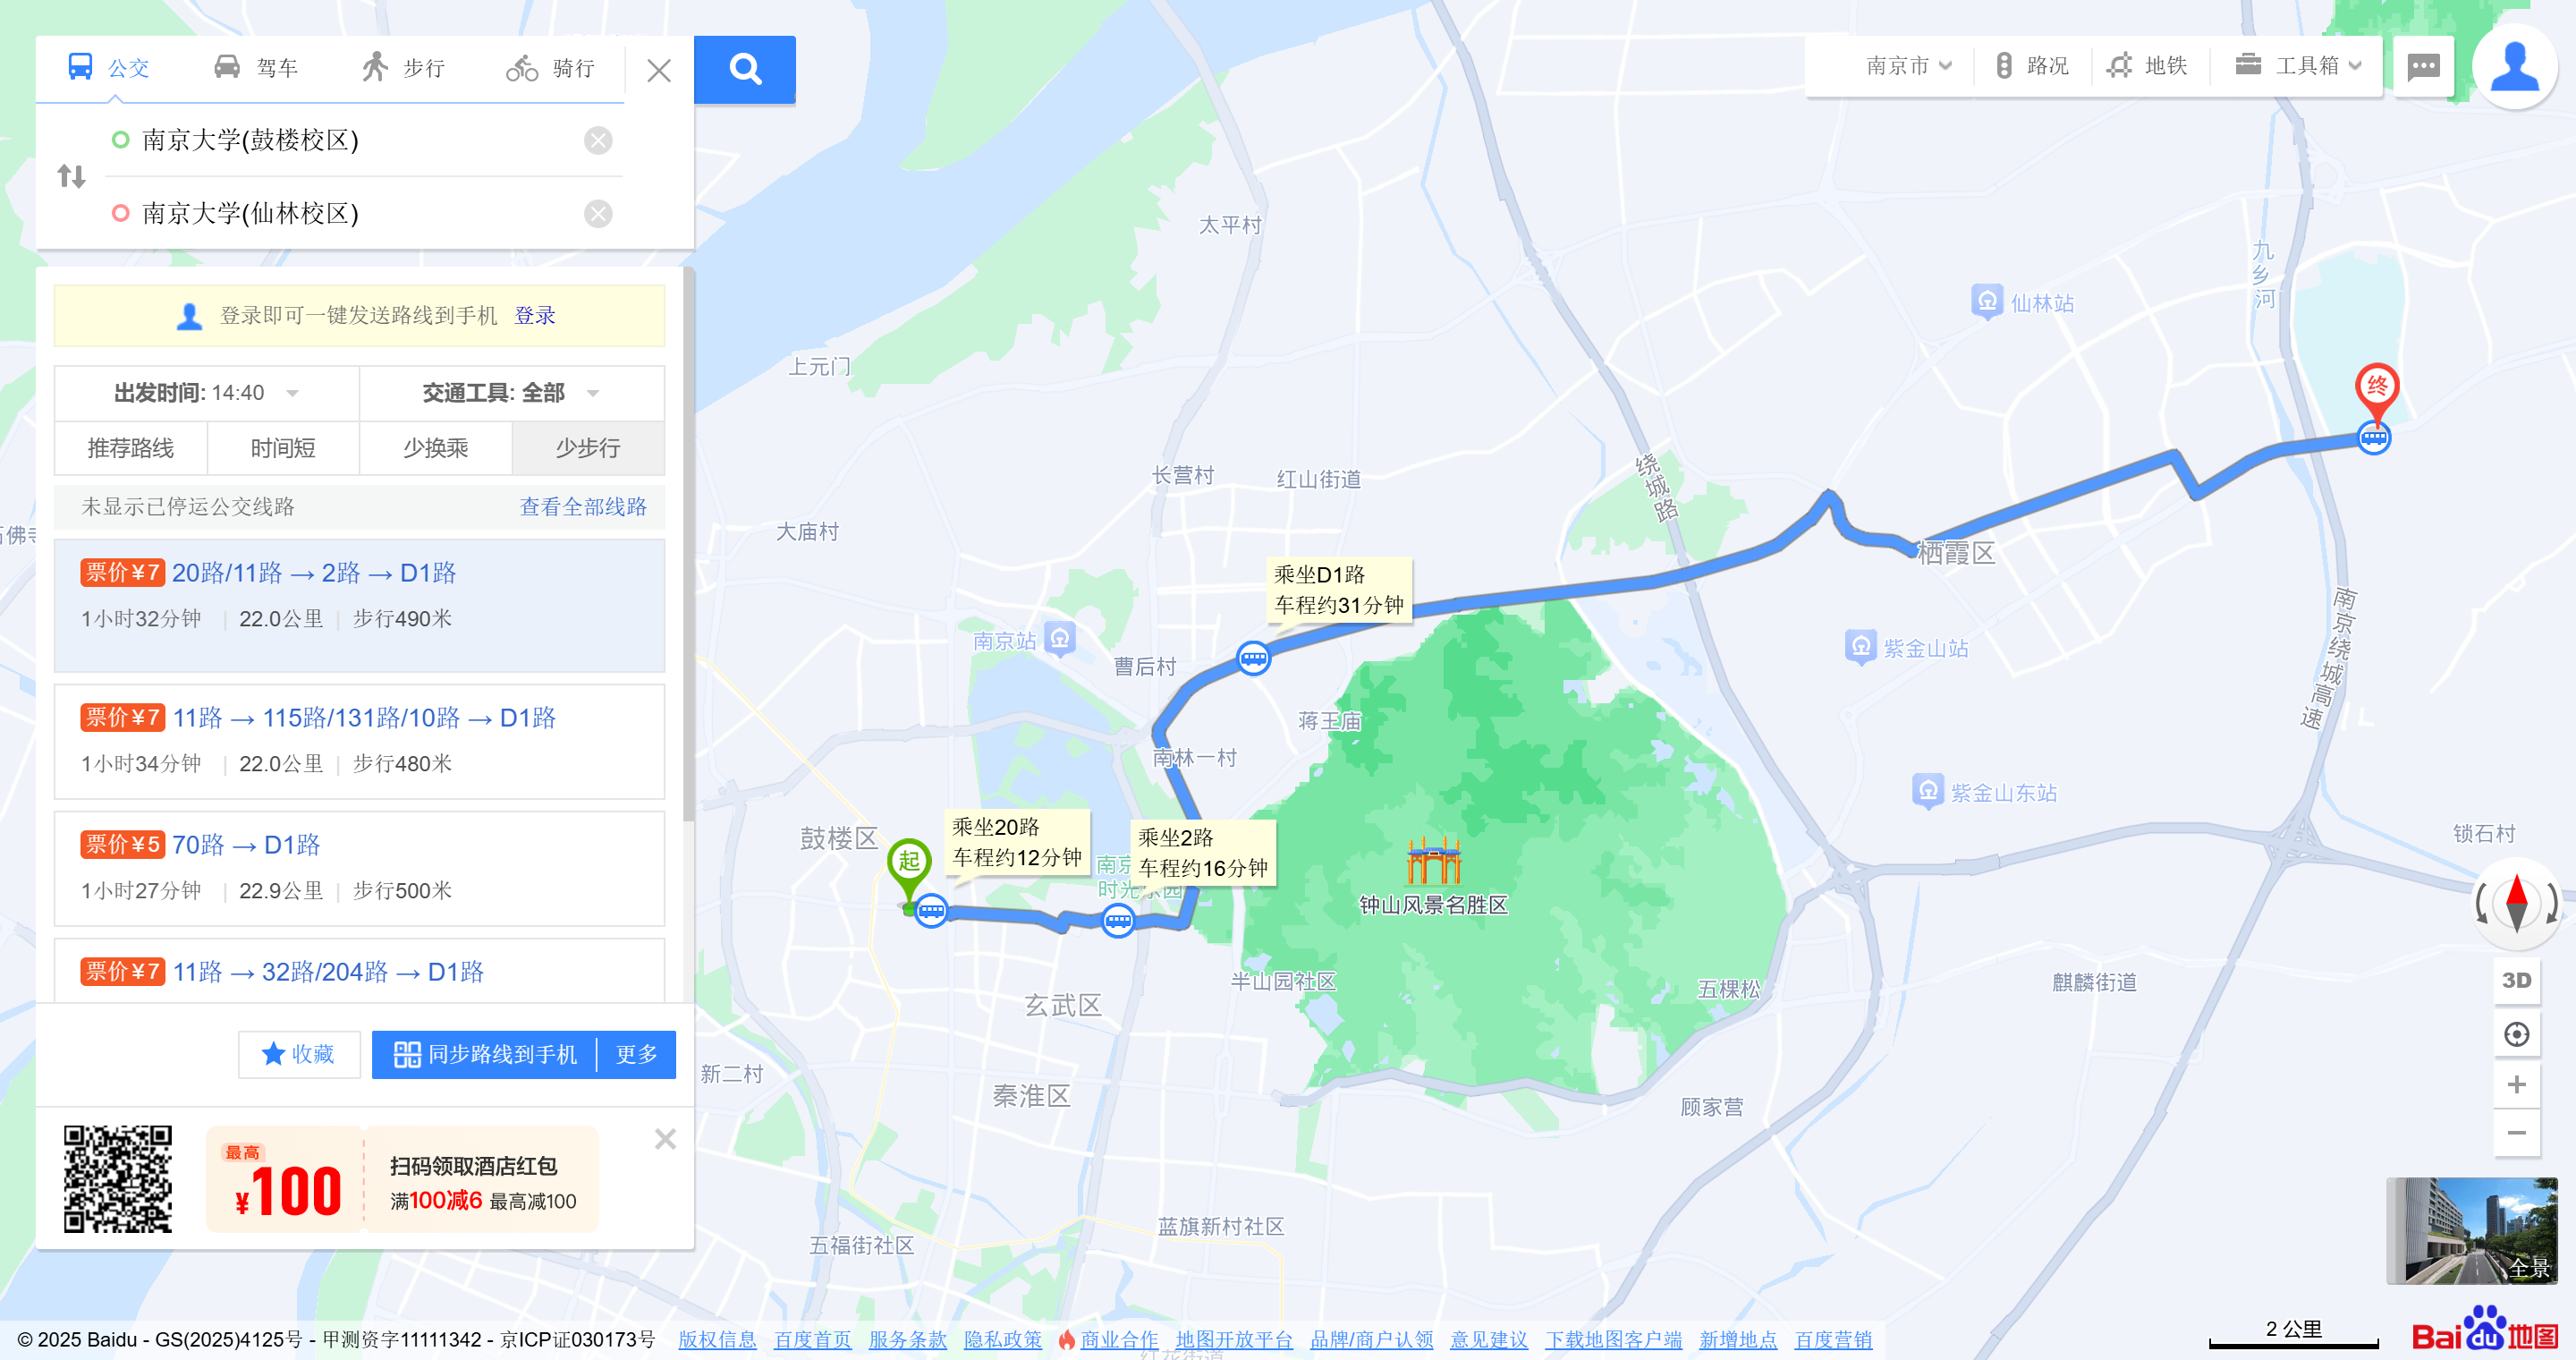 公交
驾车
步行
骑行
南京大学(鼓楼校区)
南京大学(仙林校区)
南京市
路况
地铁
工具箱
登录即可一键发送路线到手机 登录
出发时间: 14:40
交通工具: 全部
推荐路线
时间短
少换乘
少步行
未显示已停运公交线路
查看全部线路
票价¥7 20路/11路 → 2路 → D1路
1小时32分钟 | 22.0公里 | 步行490米
票价¥7 11路 → 115路/131路/10路 → D1路
1小时34分钟 | 22.0公里 | 步行480米
票价¥5 70路 → D1路
1小时27分钟 | 22.9公里 | 步行500米
票价¥7 11路 → 32路/204路 → D1路
收藏
同步路线到手机
更多
最高
¥100
扫码领取酒店红包
满100减6 最高减100
太平村
上元门
仙林站
九乡河
终
长营村
红山街道
绕城路
大庙村
栖霞区
乘坐D1路
车程约31分钟
南京站
曹后村
紫金山站
南京绕城高速
蒋王庙
南林一村
紫金山东站
鼓楼区
起
乘坐20路
车程约12分钟
乘坐2路
车程约16分钟
锁石村
钟山风景名胜区
半山园社区
五棵松
麒麟街道
玄武区
新二村
秦淮区
顾家营
蓝旗新村社区
五福街社区
3D
全景
2 公里
Bai du 地图
© 2025 Baidu - GS(2025)4125号 - 甲测资字11111342 - 京ICP证030173号 版权信息 百度首页 服务条款 隐私政策 商业合作 地图开放平台 品牌/商户认领 意见建议 下载地图客户端 新增地点 百度营销